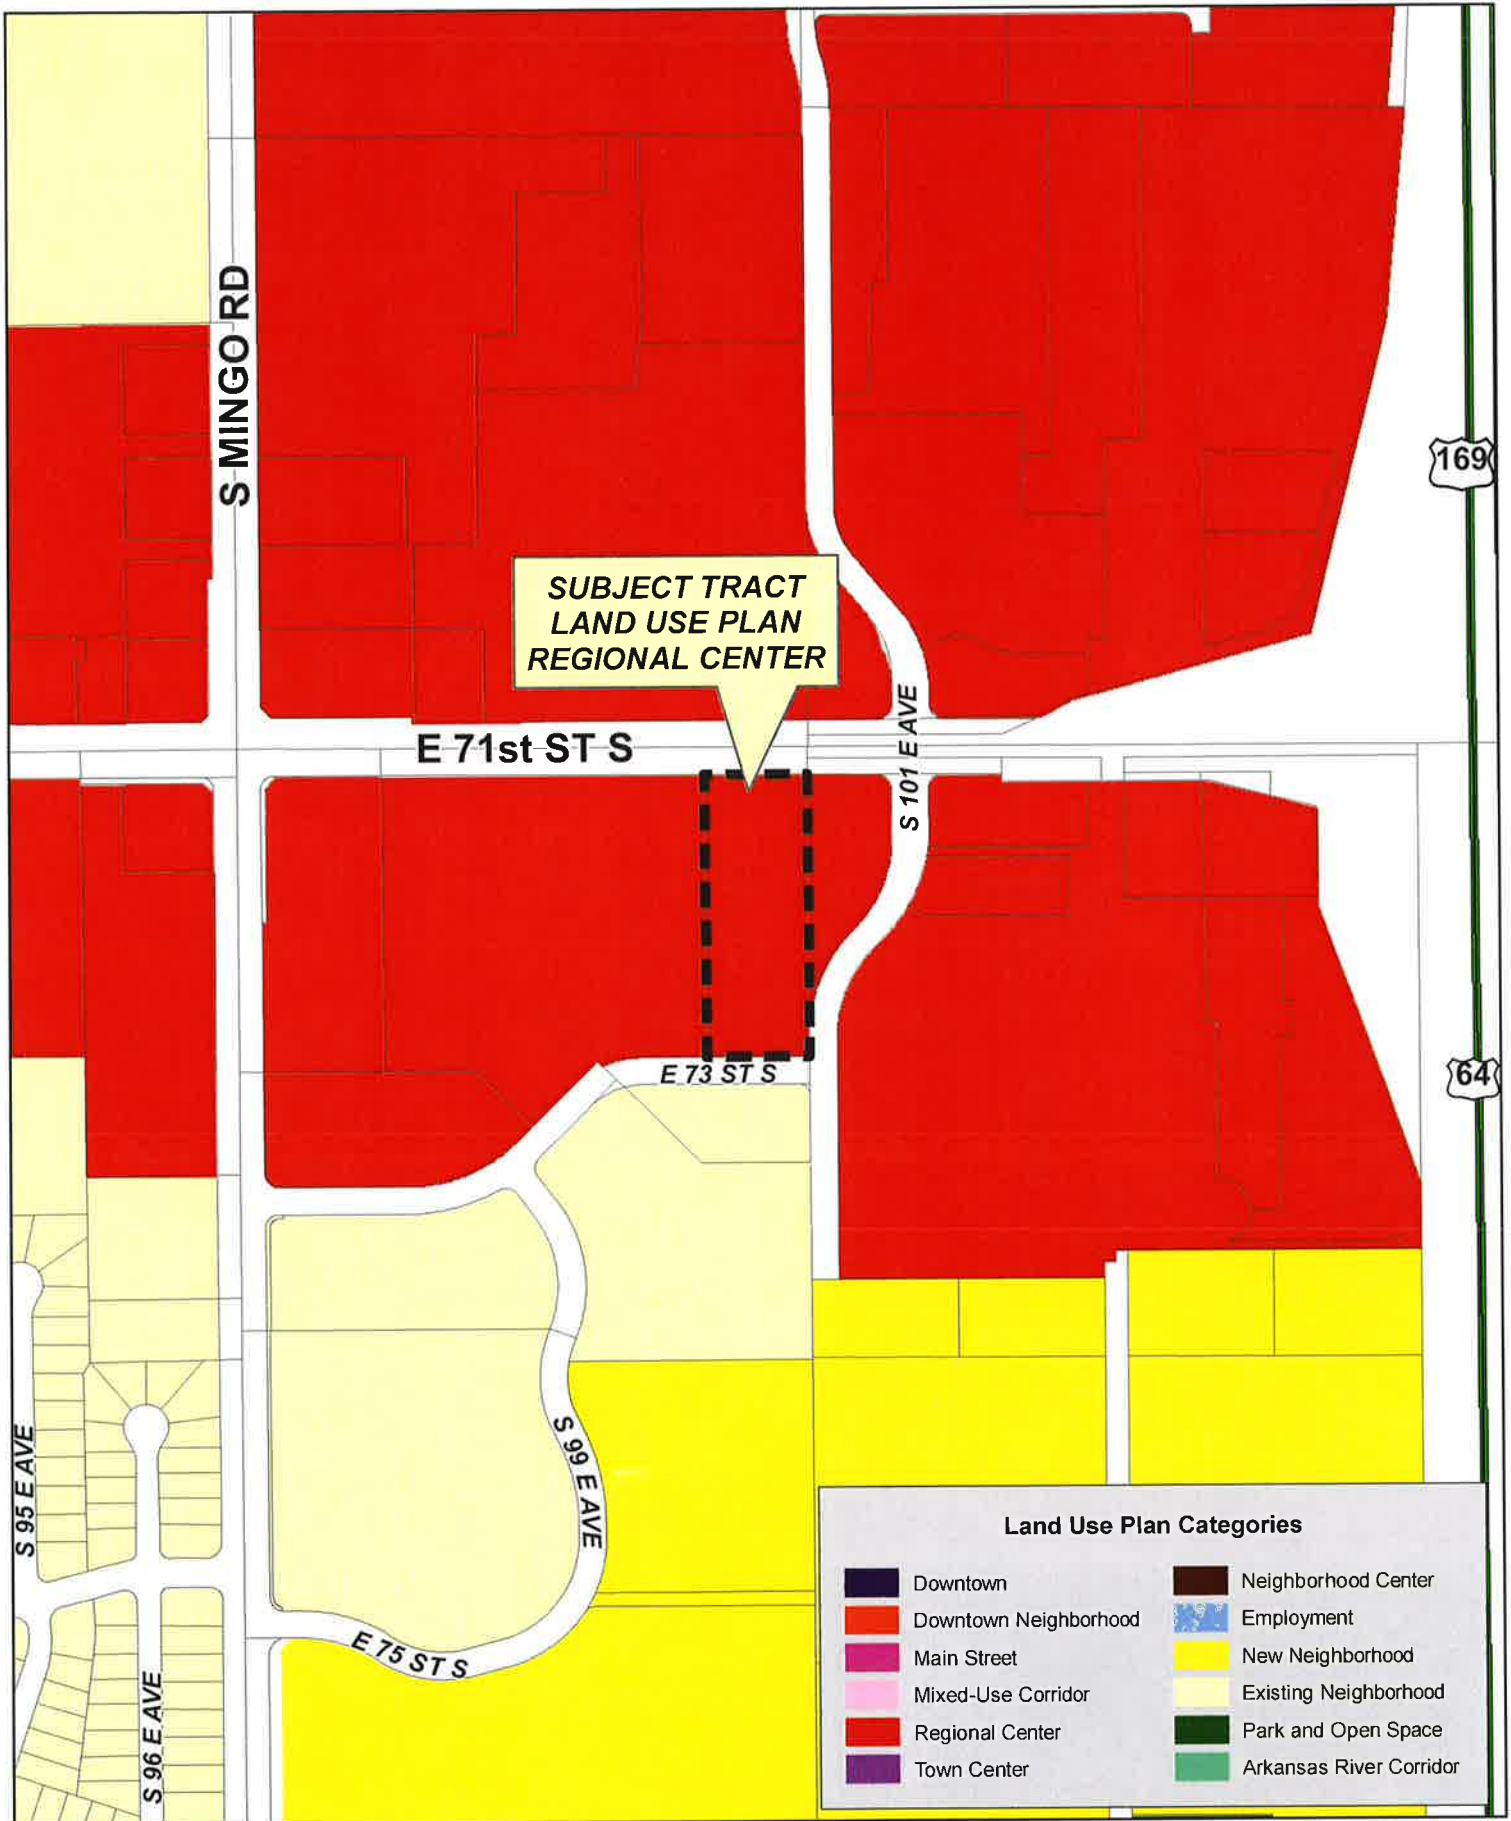 S MINGO RD
169
SUBJECT TRACT
LAND USE PLAN
REGIONAL CENTER
E 71st ST S
S 101 E AVE
E 73 ST S
64
S 99 E AVE
S 95 E AVE
E 75 ST S
S 96 E AVE
Land Use Plan Categories
Downtown
Downtown Neighborhood
Main Street
Mixed-Use Corridor
Regional Center
Town Center
Neighborhood Center
Employment
New Neighborhood
Existing Neighborhood
Park and Open Space
Arkansas River Corridor